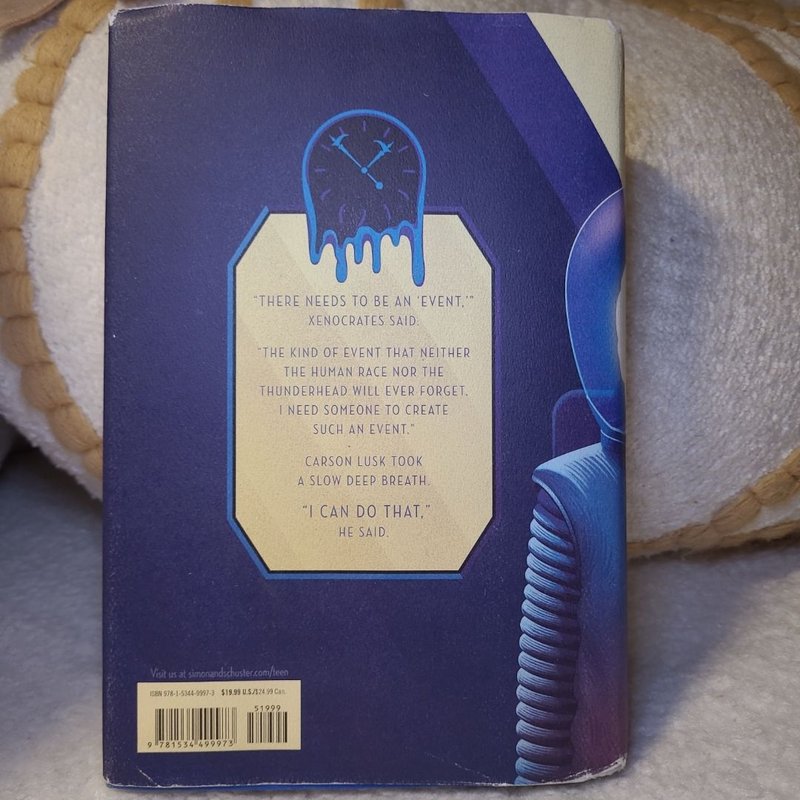 “THERE NEEDS TO BE AN ‘EVENT,’”
XENOCRATES SAID.
“THE KIND OF EVENT THAT NEITHER
THE HUMAN RACE NOR THE
THUNDERHEAD WILL EVER FORGET.
I NEED SOMEONE TO CREATE
SUCH AN EVENT.”
CARSON LUSK TOOK
A SLOW DEEP BREATH.
“I CAN DO THAT,”
HE SAID.
Visit us at simonandschuster.com/teen
ISBN 978-1-5344-9997-3 $19.99 U.S./$24.99 Can.
51999
9 781534 499973